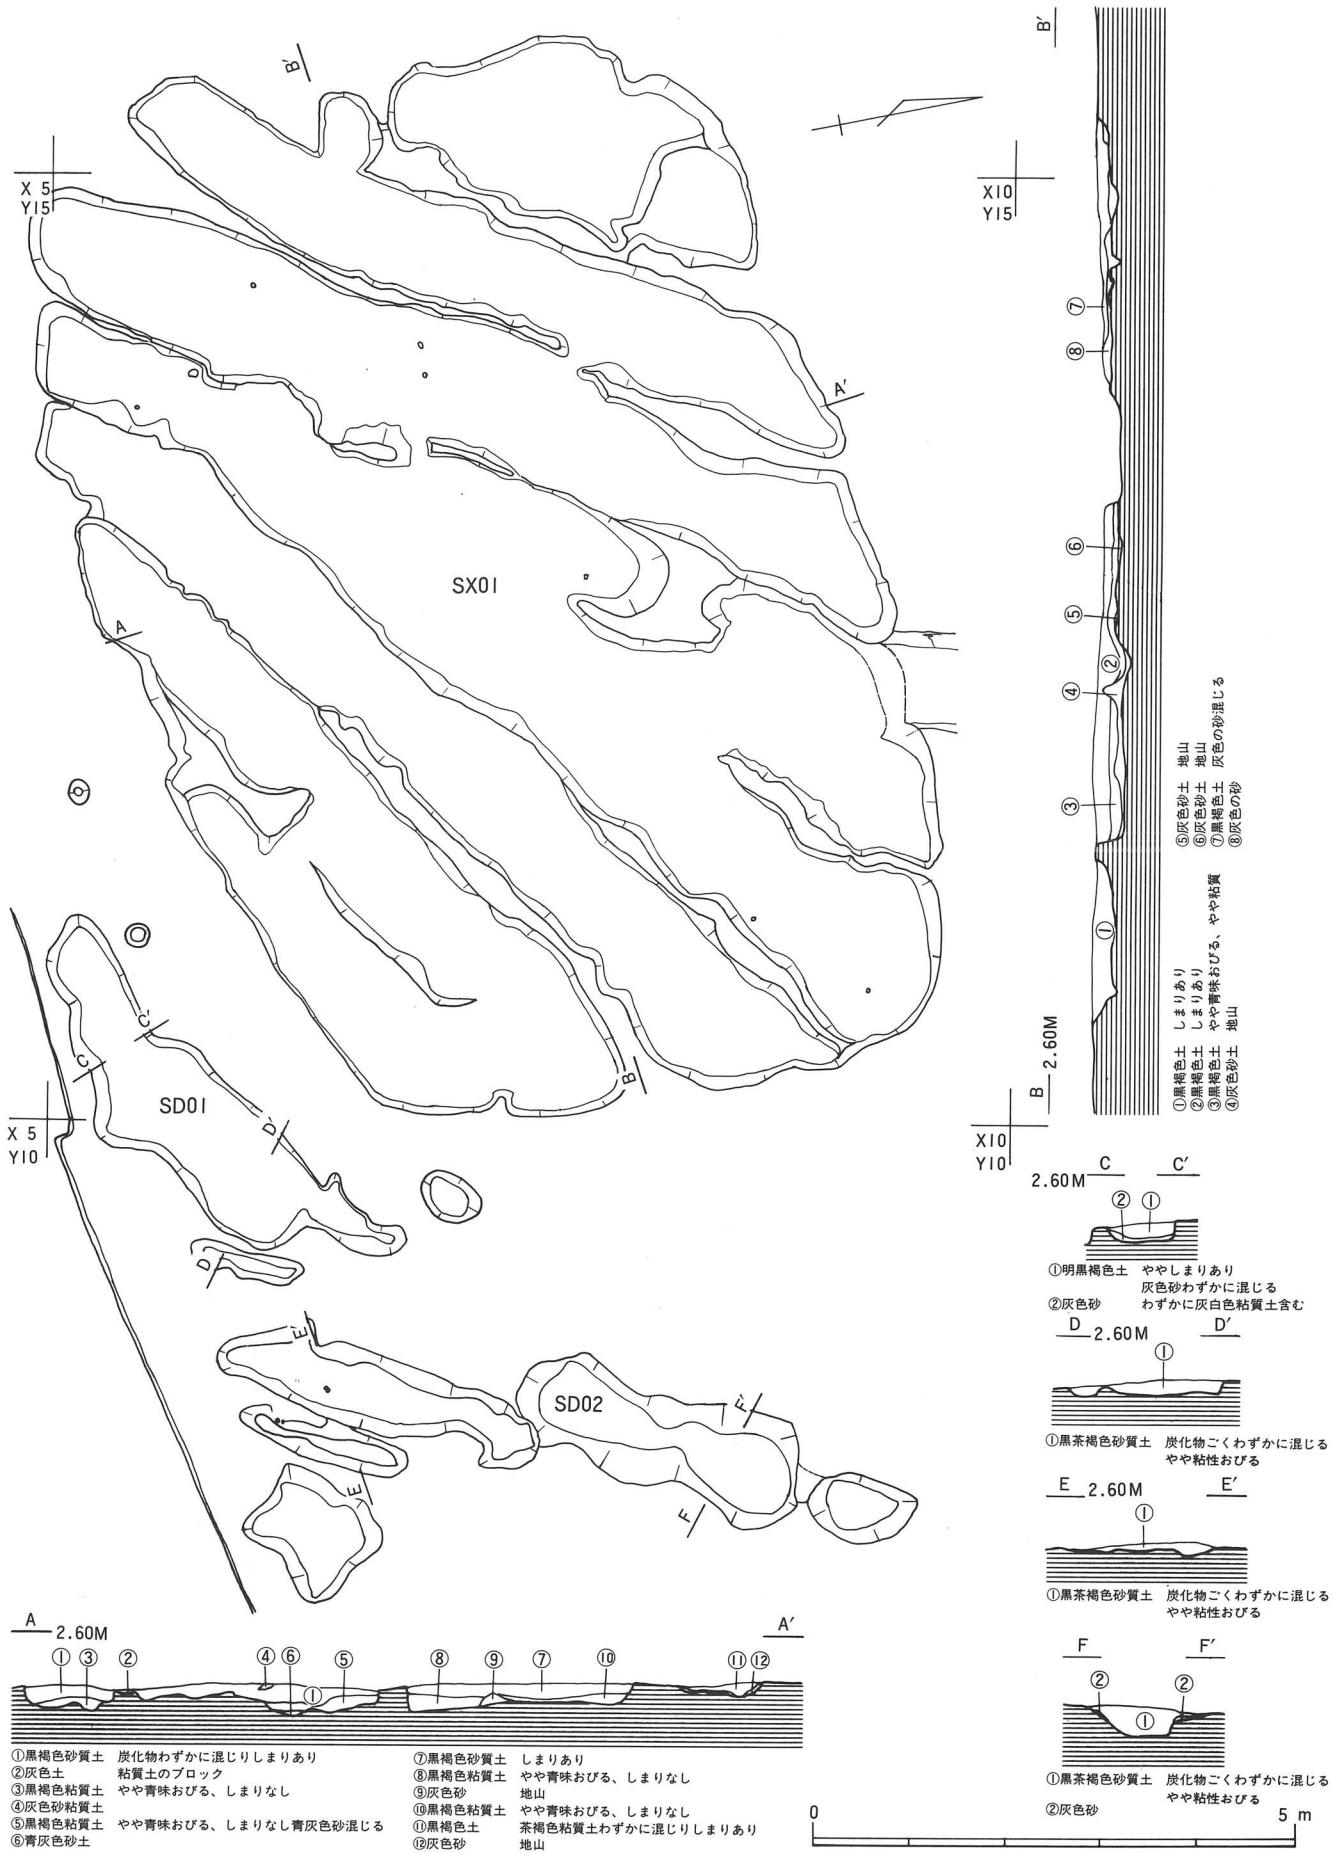 B′
B′
X 5
Y15
X10
Y15
⑦
⑧
A′
SX01
⑥
⑤
②
④
③
①
A
⑤灰色砂土 地山
⑥灰色砂土 地山
⑦黒褐色土 灰色の砂混じる
⑧灰色の砂
①黒褐色土 しまりあり
②黒褐色土 しまりあり
③黒褐色土 やや青味おびる、やや粘質
④灰色砂土 地山
B 2.60M
B
C′
C
SD01
D′
D
X 5
Y10
X10
Y10
C C′
2.60M
② ①
①明黒褐色土 ややしまりあり
灰色砂わずかに混じる
②灰色砂 わずかに灰白色粘質土含む
D 2.60M D′
①
①黒茶褐色砂質土 炭化物ごくわずかに混じる
やや粘性おびる
E′
E
SD02
F′
F
E 2.60M E′
①
①黒茶褐色砂質土 炭化物ごくわずかに混じる
やや粘性おびる
F F′
② ②
①
①黒茶褐色砂質土 炭化物ごくわずかに混じる
やや粘性おびる
②灰色砂
A 2.60M A′
① ③ ② ④ ⑥ ⑤ ⑧ ⑨ ⑦ ⑩ ⑪ ⑫
①
①黒褐色砂質土 炭化物わずかに混じりしまりあり
②灰色土 粘質土のブロック
③黒褐色粘質土 やや青味おびる、しまりなし
④灰色砂粘質土
⑤黒褐色粘質土 やや青味おびる、しまりなし青灰色砂混じる
⑥青灰色砂土
⑦黒褐色砂質土 しまりあり
⑧黒褐色粘質土 やや青味おびる、しまりなし
⑨灰色砂 地山
⑩黒褐色粘質土 やや青味おびる、しまりなし
⑪黒褐色土 茶褐色粘質土わずかに混じりしまりあり
⑫灰色砂 地山
0 5 m